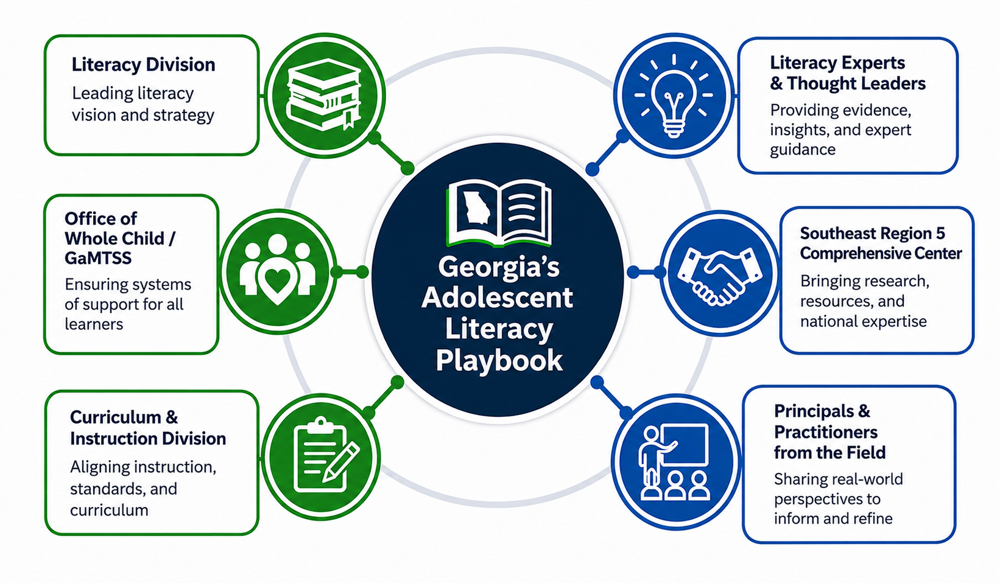 Literacy Division
Leading literacy
vision and strategy
Office of
Whole Child /
GaMTSS
Ensuring systems
of support for all
learners
Curriculum &
Instruction Division
Aligning instruction,
standards, and
curriculum
Georgia’s
Adolescent
Literacy
Playbook
Literacy Experts
& Thought Leaders
Providing evidence,
insights, and expert
guidance
Southeast Region 5
Comprehensive Center
Bringing research,
resources, and
national expertise
Principals &
Practitioners
from the Field
Sharing real-world
perspectives to
inform and refine